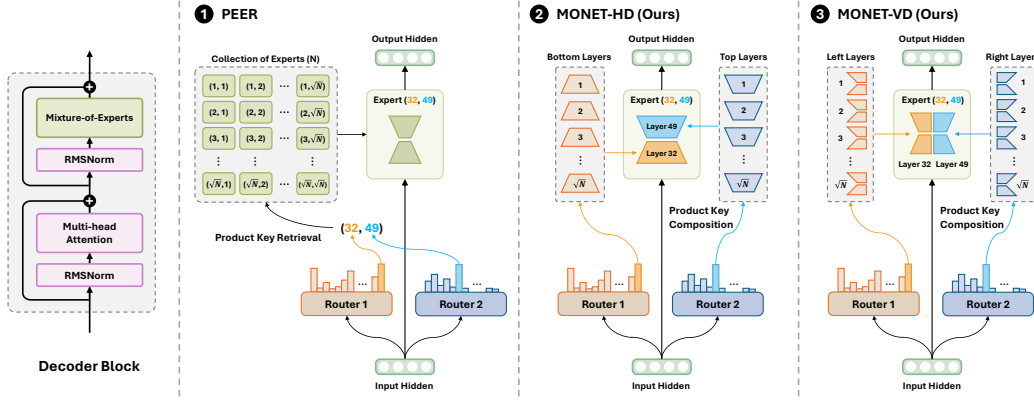 Mixture-of-Experts
RMSNorm
Multi-head
Attention
RMSNorm
Decoder Block
1 PEER
Output Hidden
Collection of Experts (N)
(1, 1) (1, 2) ... (1,√N)
(2, 1) (2, 2) ... (2,√N)
(3, 1) (3, 2) ... (3,√N)
(√N,1) (√N,2) ... (√N,√N)
Expert (32, 49)
Product Key Retrieval
(32, 49)
Router 1
Router 2
Input Hidden
2 MONET-HD (Ours)
Output Hidden
Bottom Layers
1
2
3
√N
Expert (32, 49)
Layer 49
Layer 32
Top Layers
1
2
3
√N
Product Key
Composition
Router 1
Router 2
Input Hidden
3 MONET-VD (Ours)
Output Hidden
Left Layers
1
2
3
√N
Expert (32, 49)
Layer 32 Layer 49
Right Layers
1
2
3
√N
Product Key
Composition
Router 1
Router 2
Input Hidden